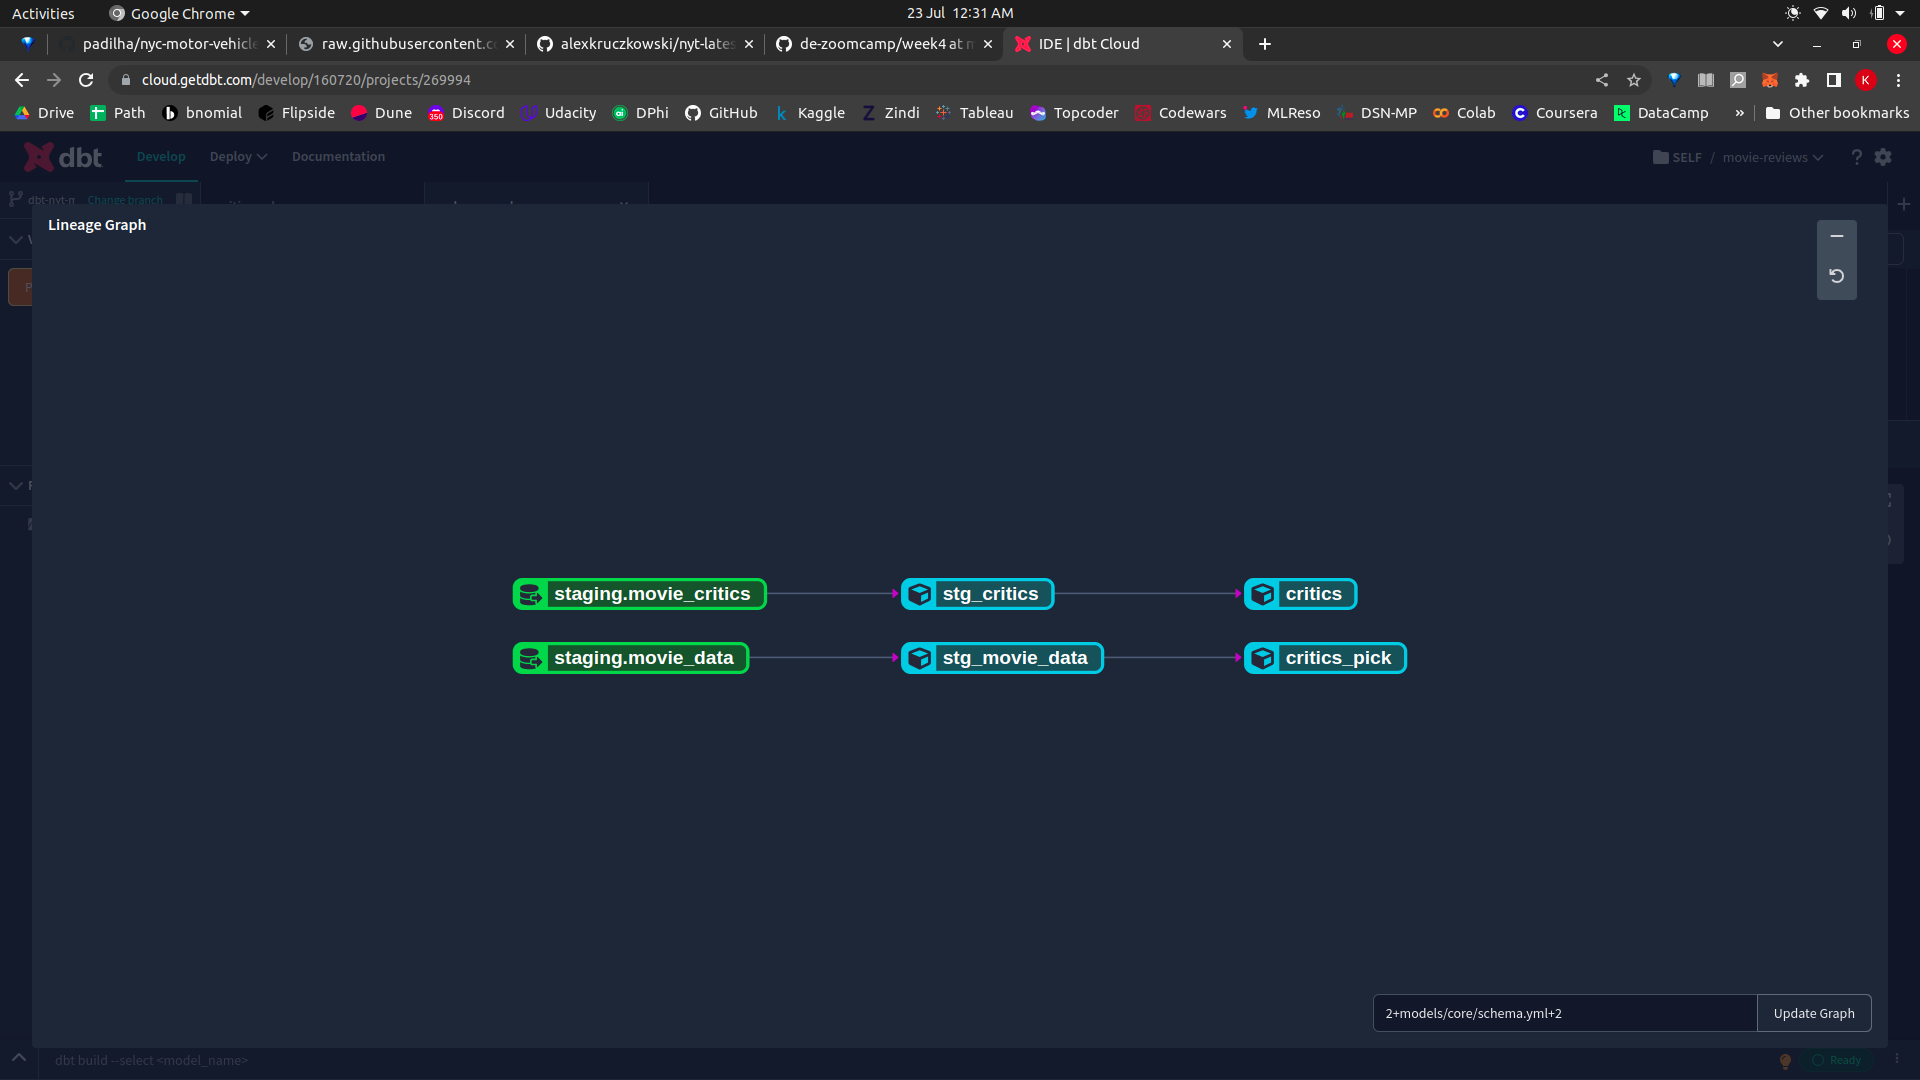 Activities Google Chrome 23 Jul 12:31 AM
padilha/nyc-motor-vehicle raw.githubusercontent.c alexkruczkowski/nyt-lates de-zoomcamp/week4 at m IDE | dbt Cloud
cloud.getdbt.com/develop/160720/projects/269994 K
Drive Path bnomial Flipside Dune 350 Discord Udacity DPhi GitHub Kaggle Zindi Tableau Topcoder Codewars MLReso DSN-MP Colab Coursera DataCamp » Other bookmarks
dbt Develop Deploy Documentation SELF / movie-reviews ?
dbt-nyt-m Change branch
Lineage Graph
staging.movie_critics stg_critics critics
staging.movie_data stg_movie_data critics_pick
2+models/core/schema.yml+2 Update Graph
dbt build --select <model_name> Ready